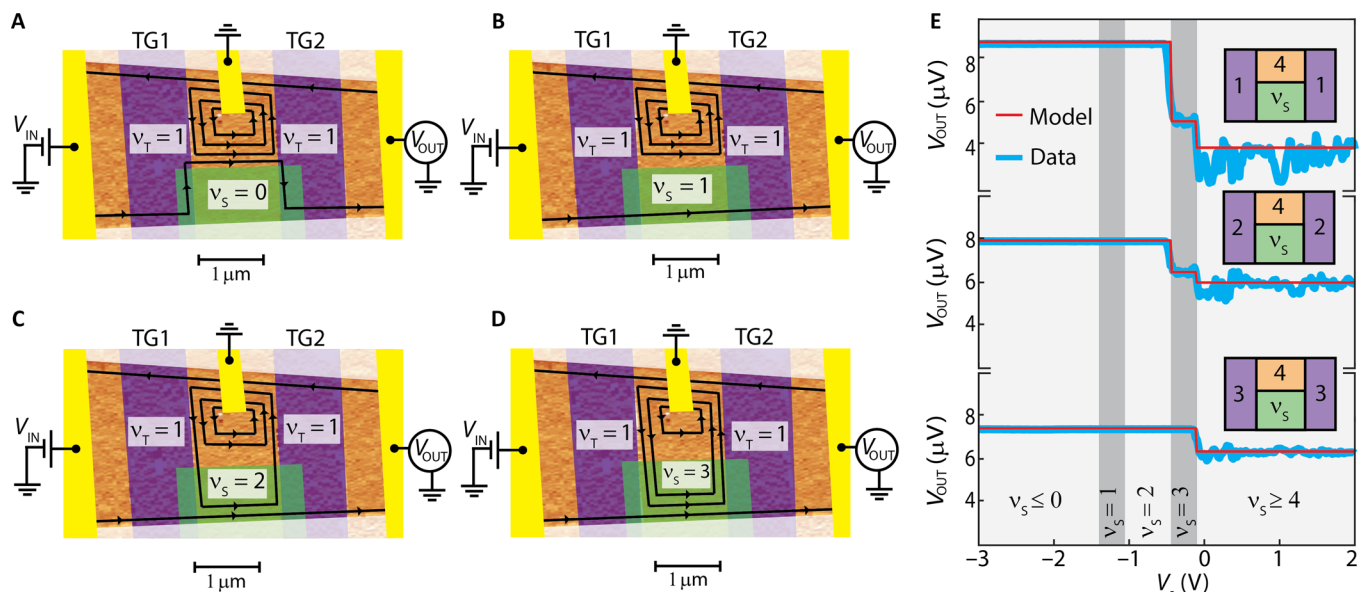 A
TG1
TG2
V_IN
ν_T = 1
ν_T = 1
V_OUT
ν_S = 0
1 μm
B
TG1
TG2
V_IN
ν_T = 1
ν_T = 1
V_OUT
ν_S = 1
1 μm
C
TG1
TG2
V_IN
ν_T = 1
ν_T = 1
V_OUT
ν_S = 2
1 μm
D
TG1
TG2
V_IN
ν_T = 1
ν_T = 1
V_OUT
ν_S = 3
1 μm
E
V_OUT (μV)
8
6
4
Model
Data
4
1
ν_S
1
V_OUT (μV)
8
6
4
4
2
ν_S
2
V_OUT (μV)
8
6
4
4
3
ν_S
3
ν_S ≤ 0
ν_S = 1
ν_S = 2
ν_S = 3
ν_S ≥ 4
−3
−2
−1
0
1
2
(V)